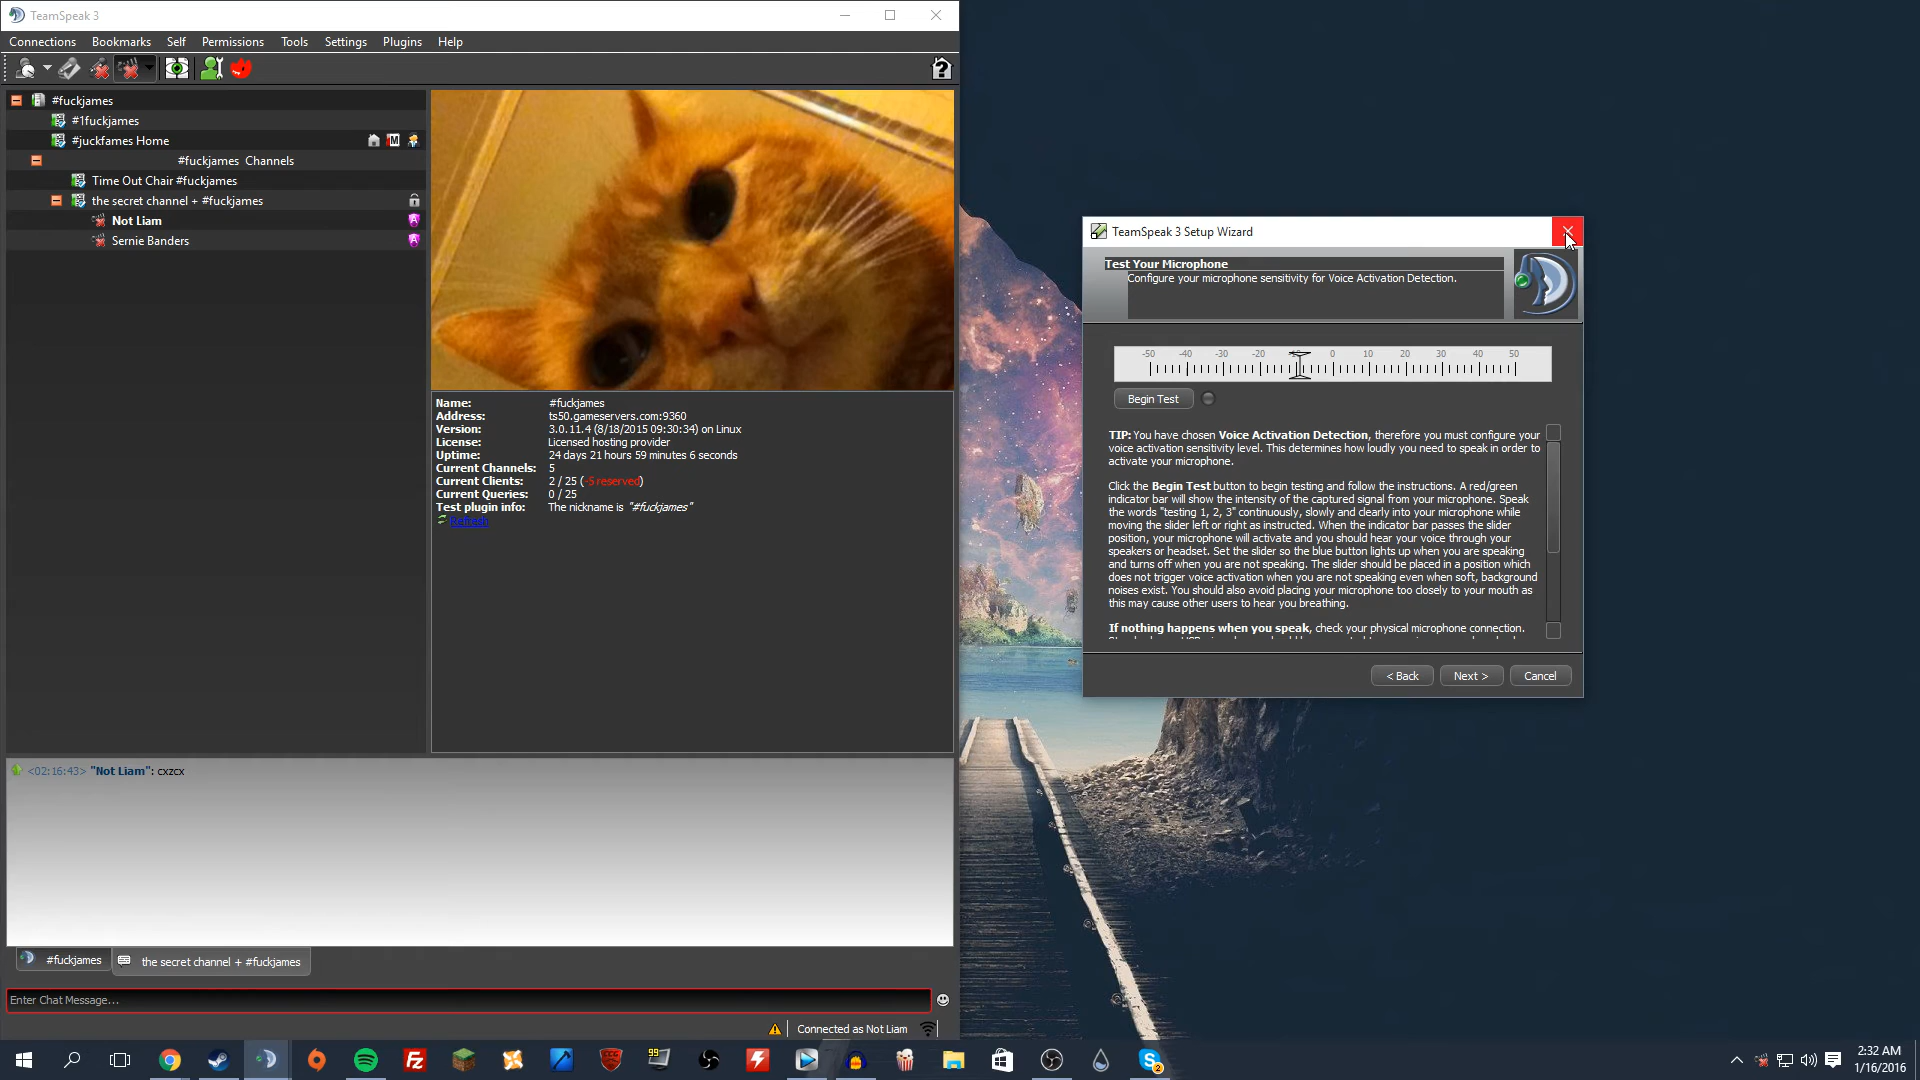 TeamSpeak 3
Connections Bookmarks Self Permissions Tools Settings Plugins Help
#fuckjames
#1fuckjames
#juckfames Home
M
#fuckjames Channels
Time Out Chair #fuckjames
the secret channel + #fuckjames
Not Liam
A
Sernie Banders
A
Name: #fuckjames
Address: ts50.gameservers.com:9360
Version: 3.0.11.4 (8/18/2015 09:30:34) on Linux
License: Licensed hosting provider
Uptime: 24 days 21 hours 59 minutes 6 seconds
Current Channels: 5
Current Clients: 2 / 25 (-5 reserved)
Current Queries: 0 / 25
Test plugin info: The nickname is "#fuckjames"
Refresh
<02:16:43> "Not Liam": cxzcx
#fuckjames
the secret channel + #fuckjames
Enter Chat Message...
Connected as Not Liam
TeamSpeak 3 Setup Wizard
Test Your Microphone
Configure your microphone sensitivity for Voice Activation Detection.
-50 -40 -30 -20 0 10 20 30 40 50
Begin Test
TIP: You have chosen Voice Activation Detection, therefore you must configure your
voice activation sensitivity level. This determines how loudly you need to speak in order to
activate your microphone.
Click the Begin Test button to begin testing and follow the instructions. A red/green
indicator bar will show the intensity of the captured signal from your microphone. Speak
the words "testing 1, 2, 3" continuously, slowly and clearly into your microphone while
moving the slider left or right as instructed. When the indicator bar passes the slider
position, your microphone will activate and you should hear your voice through your
speakers or headset. Set the slider so the blue button lights up when you are speaking
and turns off when you are not speaking. The slider should be placed in a position which
does not trigger voice activation when you are not speaking even when soft, background
noises exist. You should also avoid placing your microphone too closely to your mouth as
this may cause other users to hear you breathing.
If nothing happens when you speak, check your physical microphone connection.
< Back
Next >
Cancel
99
2
2:32 AM
1/16/2016